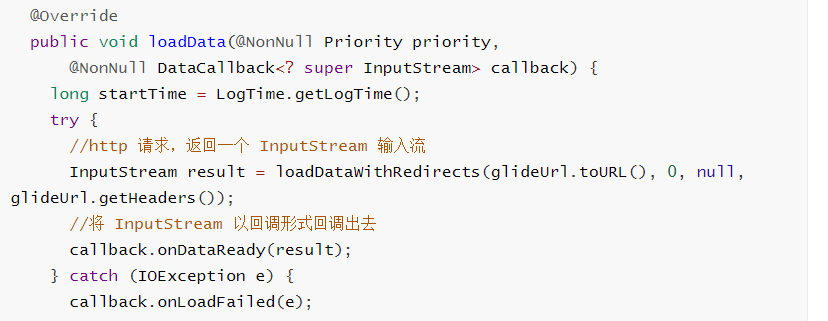 @Override
public void loadData(@NonNull Priority priority,
@NonNull DataCallback<? super InputStream> callback) {
long startTime = LogTime.getLogTime();
try {
//http 请求，返回一个 InputStream 输入流
InputStream result = loadDataWithRedirects(glideUrl.toURL(), 0, null,
glideUrl.getHeaders());
//将 InputStream 以回调形式回调出去
callback.onDataReady(result);
} catch (IOException e) {
callback.onLoadFailed(e);